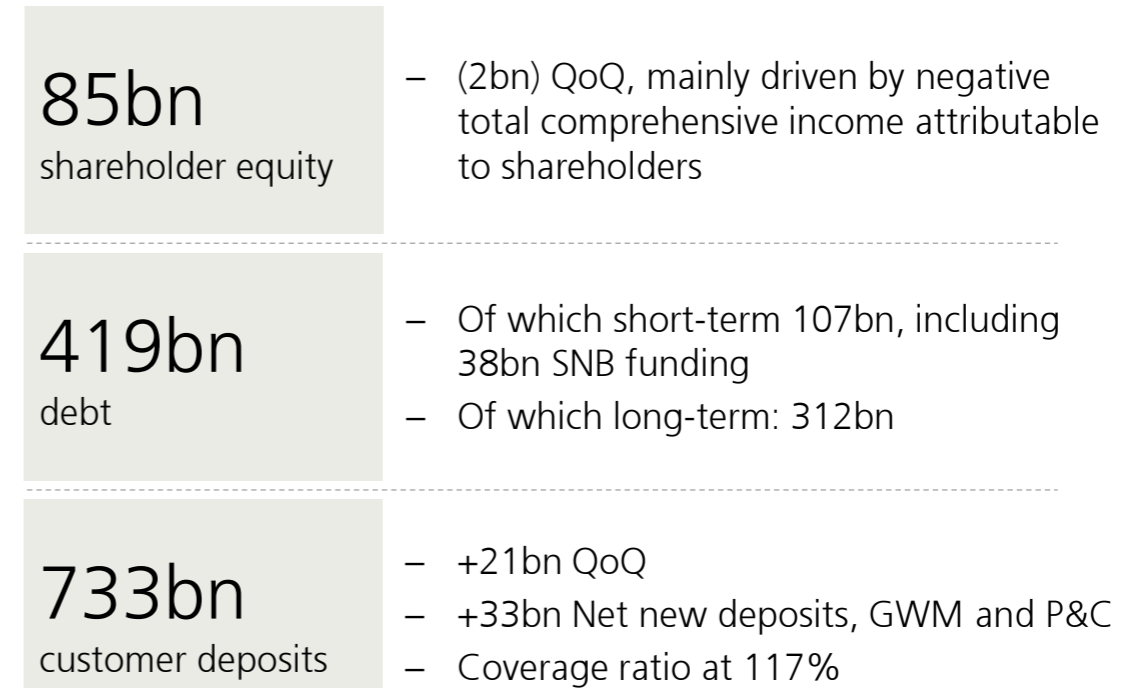 85bn
shareholder equity
– (2bn) QoQ, mainly driven by negative
total comprehensive income attributable
to shareholders
419bn
debt
– Of which short-term 107bn, including
38bn SNB funding
– Of which long-term: 312bn
733bn
customer deposits
– +21bn QoQ
– +33bn Net new deposits, GWM and P&C
– Coverage ratio at 117%